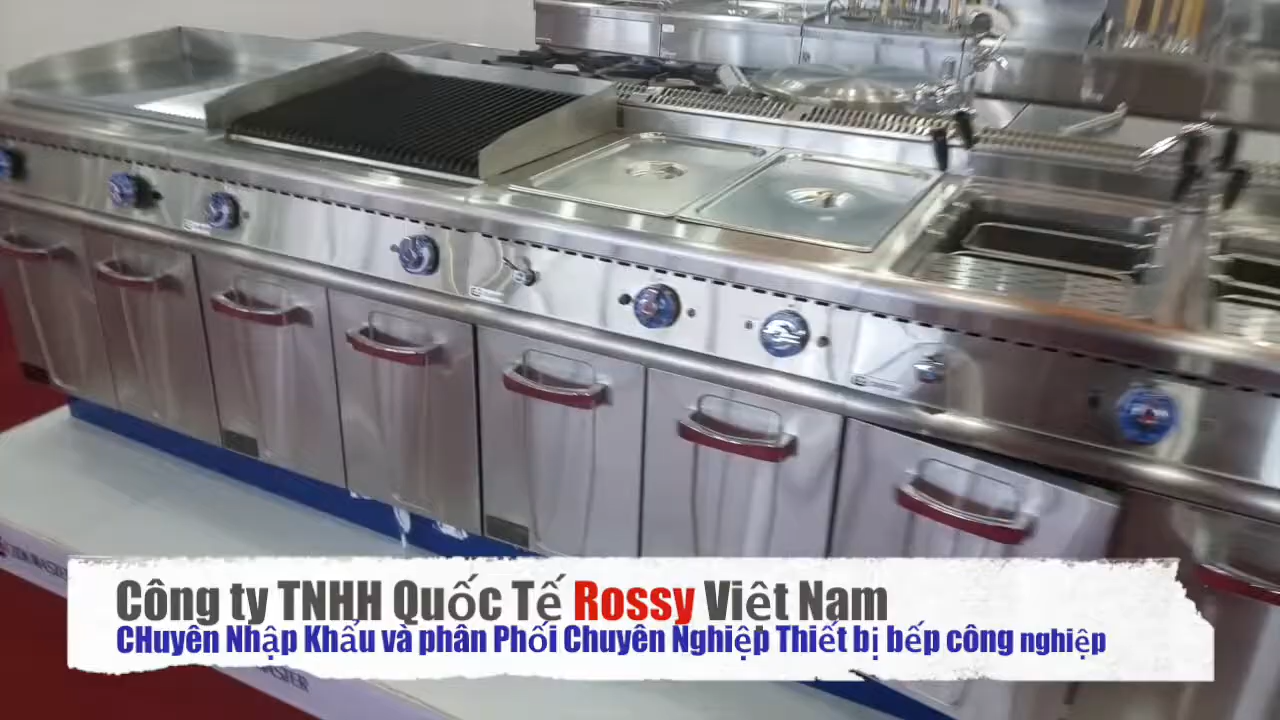 Công ty TNHH Quốc Tế Rossy Việt Nam
CHuyên Nhập Khẩu và phân Phối Chuyên Nghiệp Thiết bị bếp công nghiệp